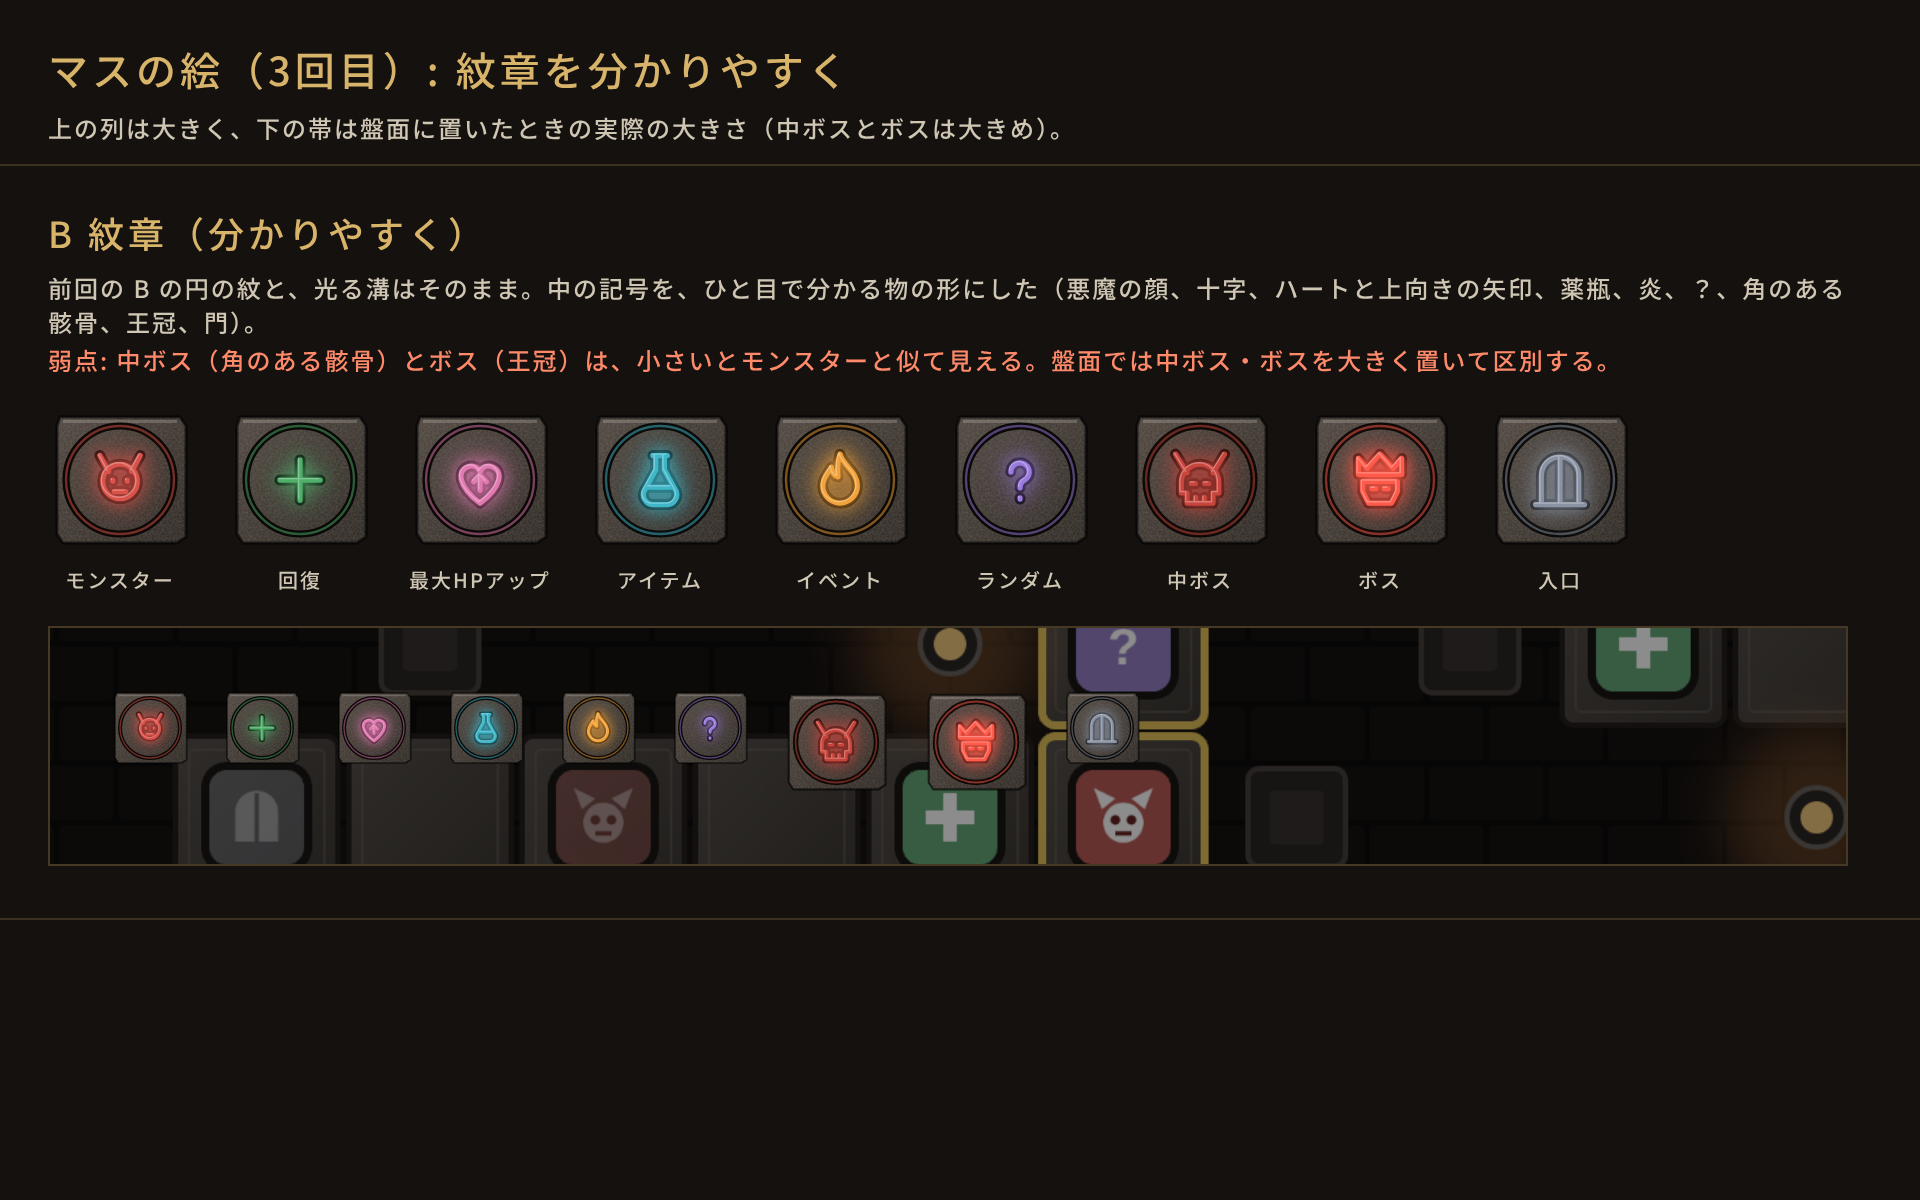 マスの絵（3回目）: 紋章を分かりやすく
上の列は大きく、下の帯は盤面に置いたときの実際の大きさ（中ボスとボスは大きめ）。
B 紋章（分かりやすく）
前回の B の円の紋と、光る溝はそのまま。中の記号を、ひと目で分かる物の形にした（悪魔の顔、十字、ハートと上向きの矢印、薬瓶、炎、？、角のある
骸骨、王冠、門）。
弱点: 中ボス（角のある骸骨）とボス（王冠）は、小さいとモンスターと似て見える。盤面では中ボス・ボスを大きく置いて区別する。
?
モンスター
回復
最大HPアップ
アイテム
イベント
ランダム
中ボス
ボス
入口
?
?